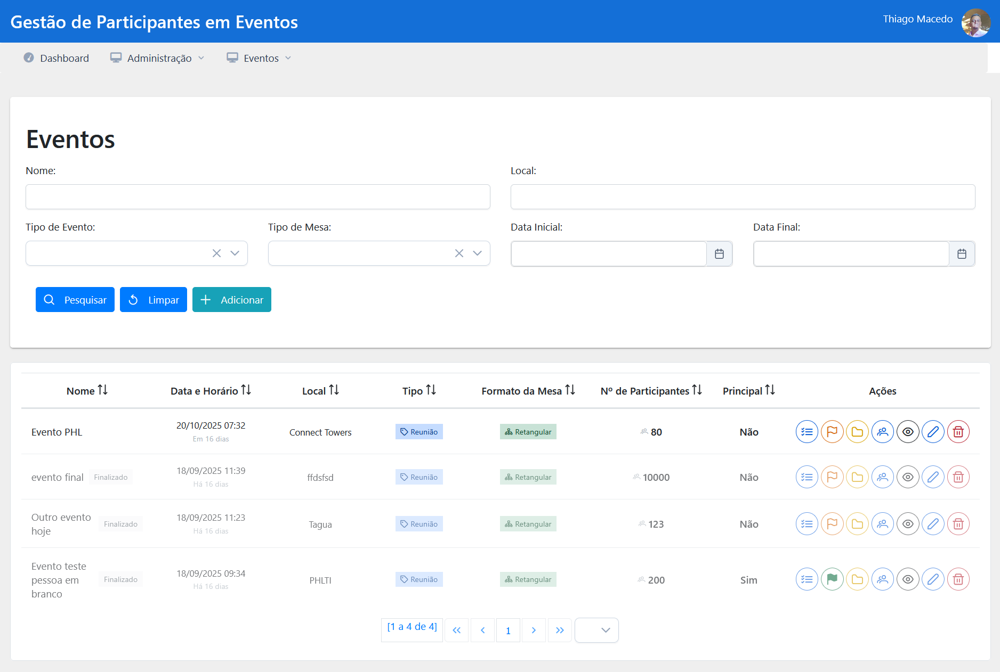 Gestão de Participantes em Eventos
Thiago Macedo
Dashboard
Administração
Eventos
Eventos
Nome:
Local:
Tipo de Evento:
Tipo de Mesa:
Data Inicial:
Data Final:
Pesquisar
Limpar
Adicionar
Nome
Data e Horário
Local
Tipo
Formato da Mesa
Nº de Participantes
Principal
Ações
Evento PHL
20/10/2025 07:32
Em 16 dias
Connect Towers
Reunião
Retangular
80
Não
evento final
Finalizado
18/09/2025 11:39
Há 16 dias
ffdsfsd
Reunião
Retangular
10000
Não
Outro evento
hoje
Finalizado
18/09/2025 11:23
Há 16 dias
Tagua
Reunião
Retangular
123
Não
Evento teste
pessoa em
branco
Finalizado
18/09/2025 09:34
Há 16 dias
PHLTI
Reunião
Retangular
200
Sim
[1 a 4 de 4]
1